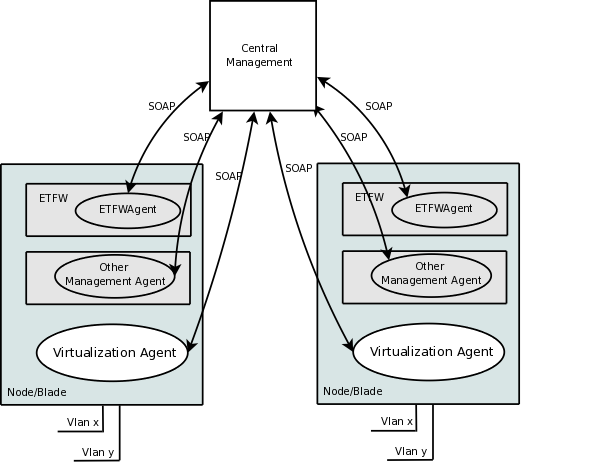 Central
Management
SOAP
SOAP
SOAP
SOAP
SOAP
SOAP
ETFW
ETFWAgent
Other
Management Agent
Virtualization Agent
Node/Blade
Vlan x
Vlan y
ETFW
ETFWAgent
Other
Management Agent
Virtualization Agent
Node/Blade
Vlan x
Vlan y